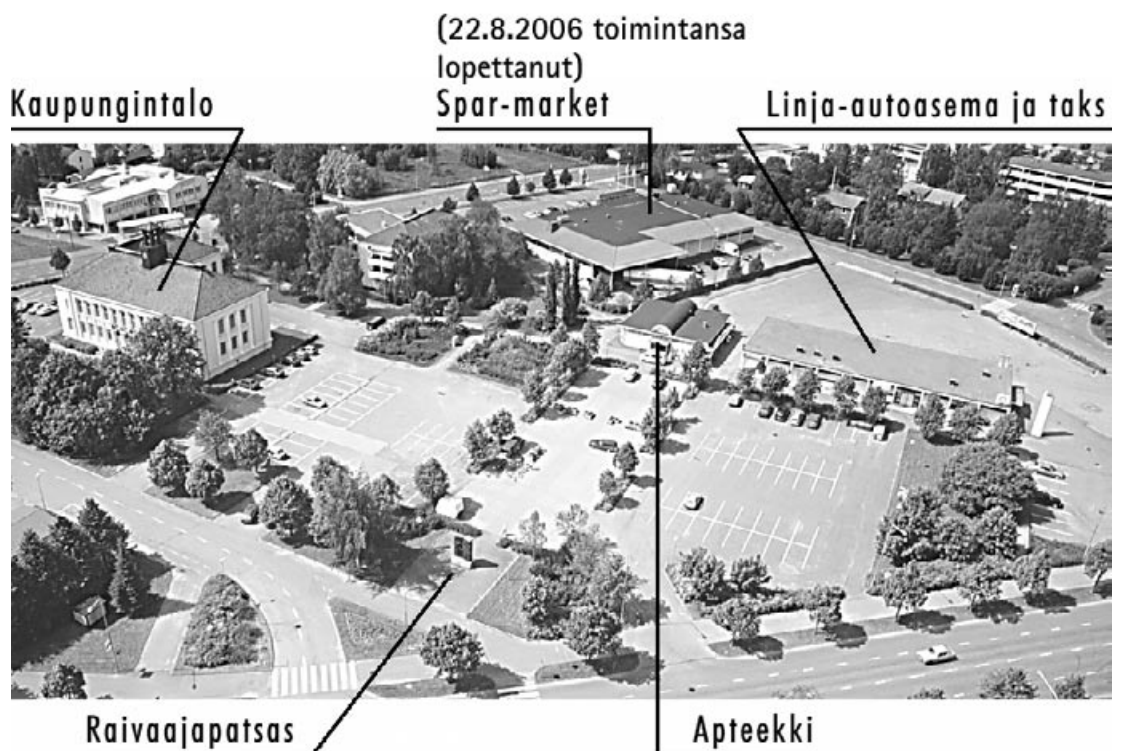 (22.8.2006 toimintansa
lopettanut)
Kaupungintalo
Spar-market
Linja-autoasema ja taks
Raivaajapatsas
Apteekki